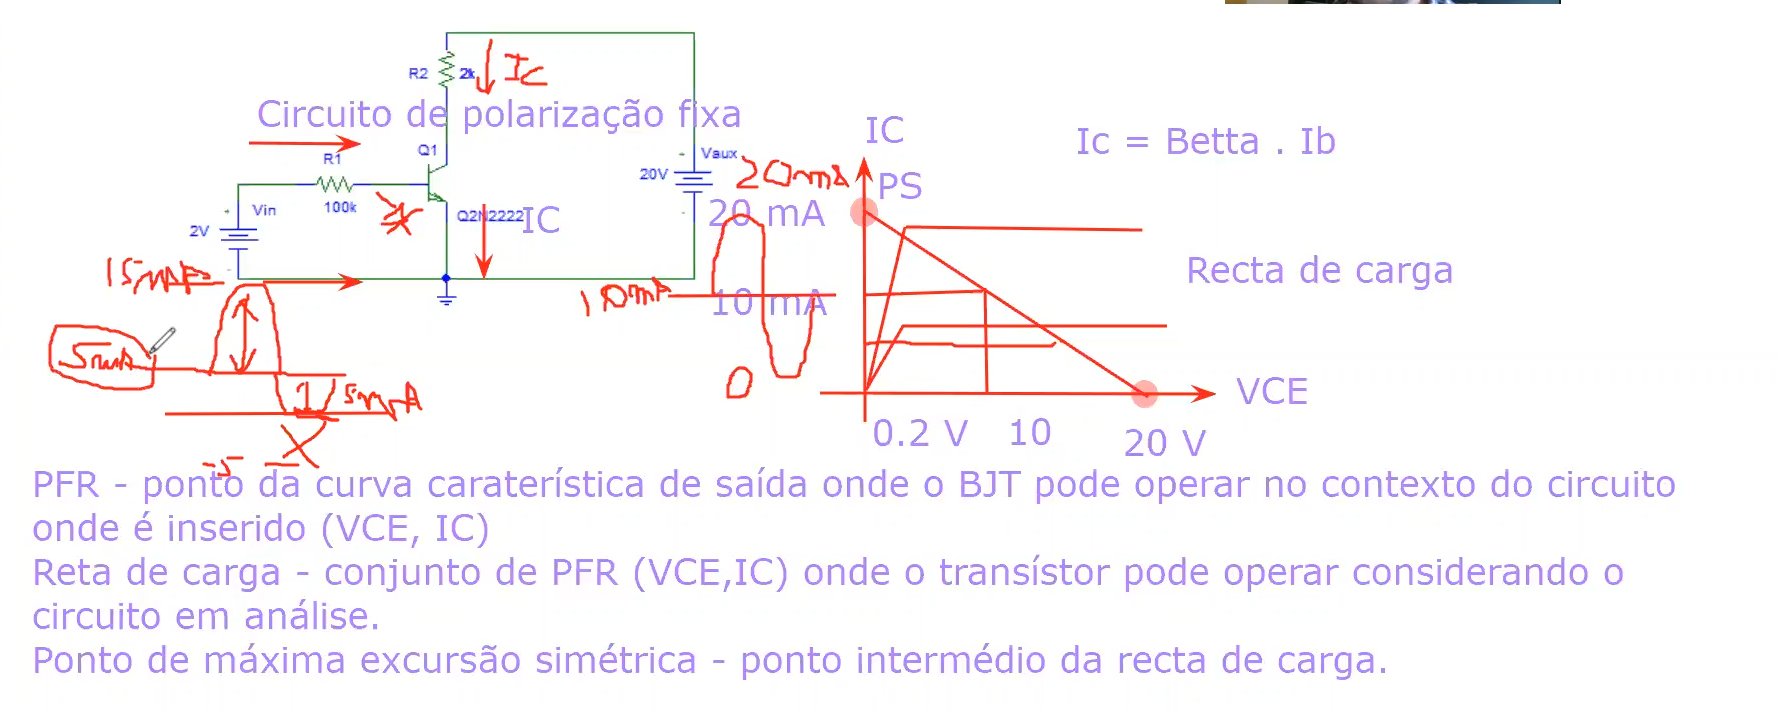 R2
2k
IC
Circuito de polarização fixa
IC
Ic = Betta . Ib
R1
Q1
Vaux
20V
20mA
PS
100k
Vin
Q2N2222
IC
20 mA
2V
15mA
Recta de carga
10mA
10 mA
5mA
5mA
0
VCE
0.2 V
10
20 V
-5
PFR - ponto da curva caraterística de saída onde o BJT pode operar no contexto do circuito
onde é inserido (VCE, IC)
Reta de carga - conjunto de PFR (VCE,IC) onde o transístor pode operar considerando o
circuito em análise.
Ponto de máxima excursão simétrica - ponto intermédio da recta de carga.